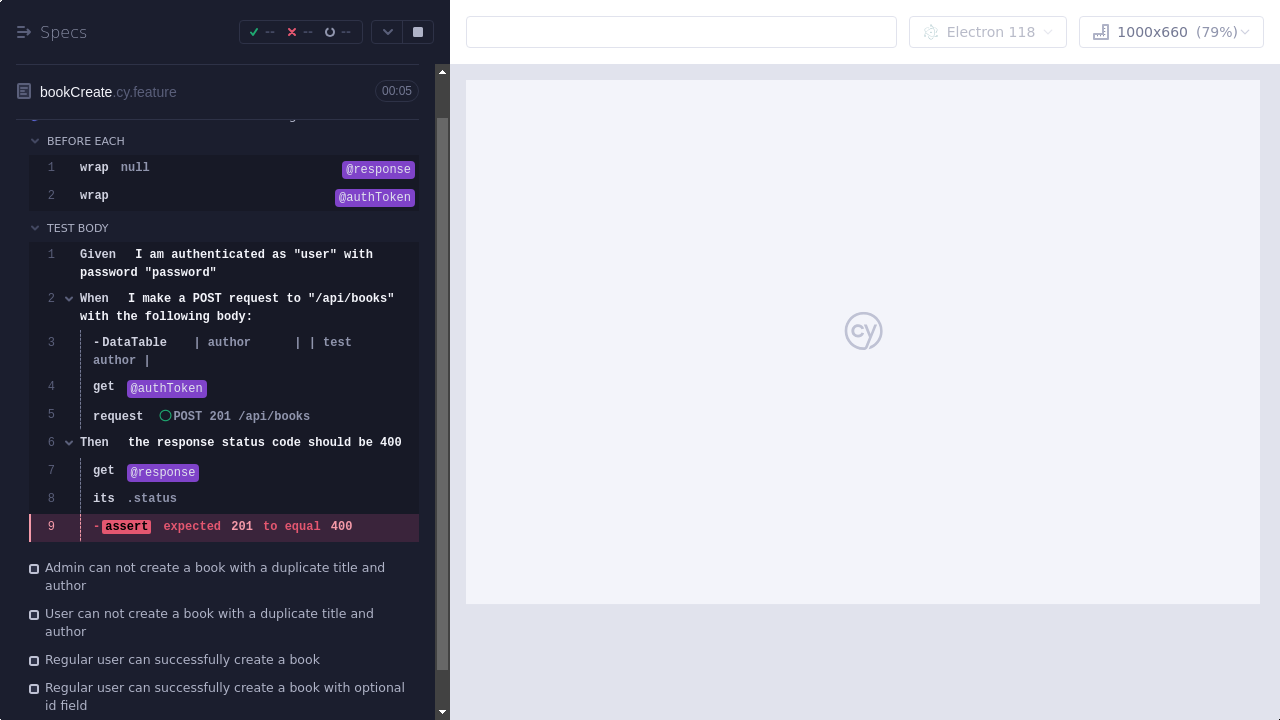 Specs
--
--
--
Electron 118
1000x660 (79%)
bookCreate.cy.feature
00:05
BEFORE EACH
1 wrap null @response
2 wrap @authToken
TEST BODY
1 Given I am authenticated as "user" with
password "password"
2 When I make a POST request to "/api/books"
with the following body:
3 -DataTable | author | | test
author |
4 get @authToken
5 request POST 201 /api/books
6 Then the response status code should be 400
7 get @response
8 its .status
9 -assert expected 201 to equal 400
Admin can not create a book with a duplicate title and
author
User can not create a book with a duplicate title and
author
Regular user can successfully create a book
Regular user can successfully create a book with optional
id field
cy